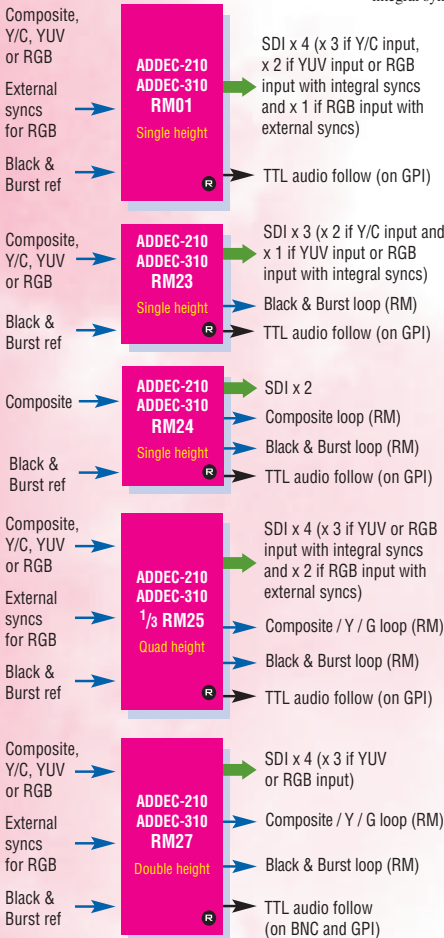 integral syn
Composite,
Y/C, YUV
or RGB
External
syncs
for RGB
Black &
Burst ref
ADDEC-210
ADDEC-310
RM01
Single height
R
SDI x 4 (x 3 if Y/C input,
x 2 if YUV input or RGB
input with integral syncs
and x 1 if RGB input with
external syncs)
TTL audio follow (on GPI)
Composite,
Y/C, YUV
or RGB
Black &
Burst ref
ADDEC-210
ADDEC-310
RM23
Single height
R
SDI x 3 (x 2 if Y/C input and
x 1 if YUV input or RGB
input with integral syncs)
Black & Burst loop (RM)
TTL audio follow (on GPI)
Composite
Black &
Burst ref
ADDEC-210
ADDEC-310
RM24
Single height
R
SDI x 2
Composite loop (RM)
Black & Burst loop (RM)
TTL audio follow (on GPI)
Composite,
Y/C, YUV
or RGB
External
syncs
for RGB
Black &
Burst ref
ADDEC-210
ADDEC-310
1/3 RM25
Quad height
R
SDI x 4 (x 3 if YUV or RGB
input with integral syncs
and x 2 if RGB input with
external syncs)
Composite / Y / G loop (RM)
Black & Burst loop (RM)
TTL audio follow (on GPI)
Composite,
Y/C, YUV
or RGB
External
syncs
for RGB
Black &
Burst ref
ADDEC-210
ADDEC-310
RM27
Double height
R
SDI x 4 (x 3 if YUV
or RGB input)
Composite / Y / G loop (RM)
Black & Burst loop (RM)
TTL audio follow
(on BNC and GPI)